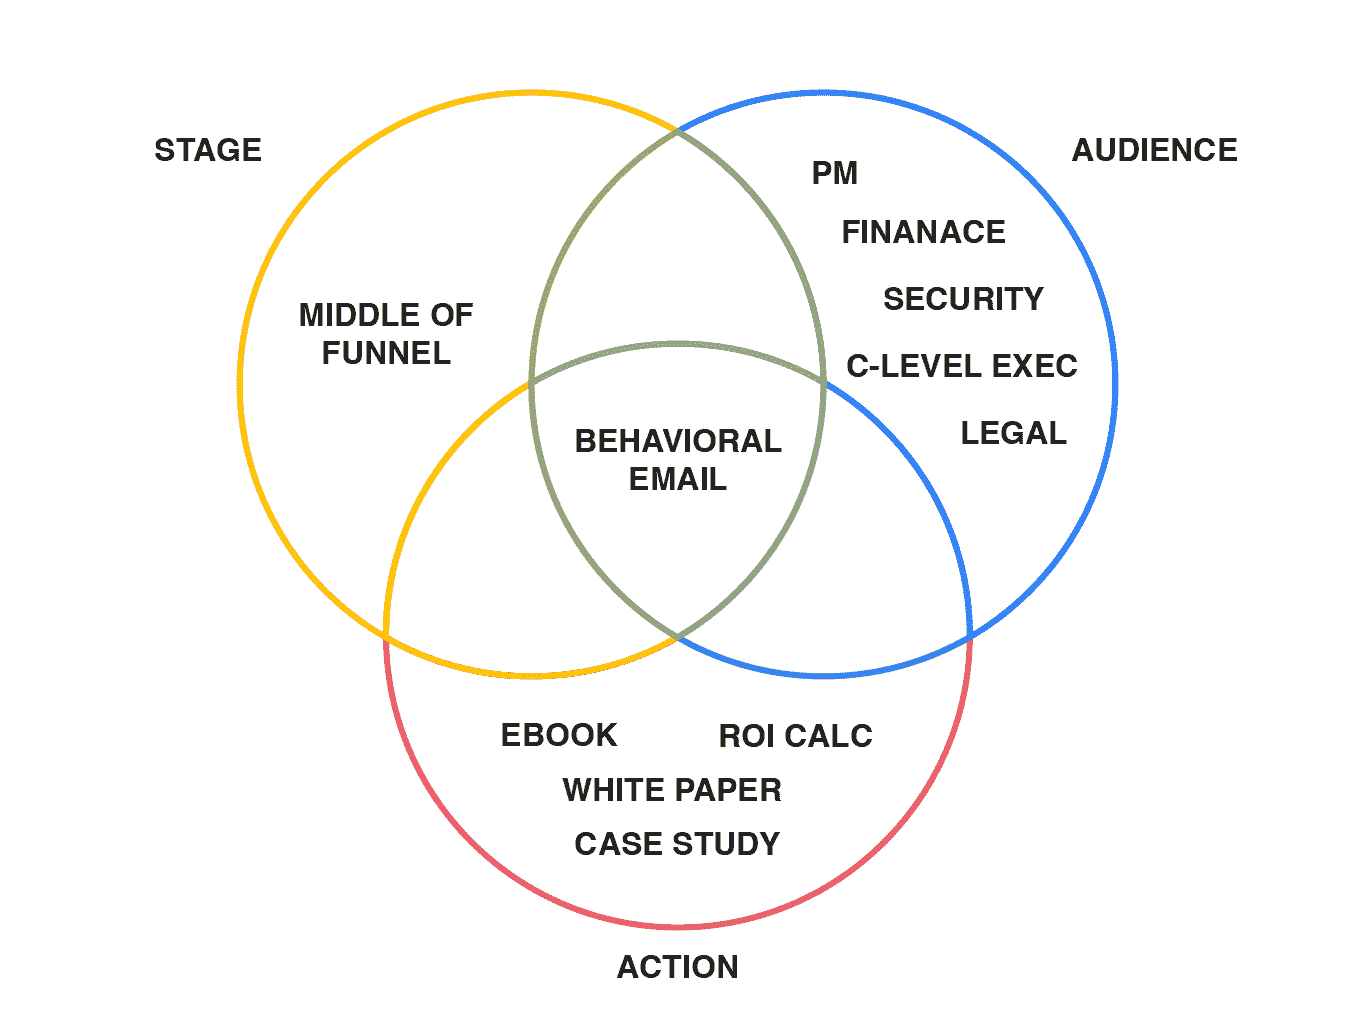 STAGE
AUDIENCE
PM
FINANACE
SECURITY
MIDDLE OF
FUNNEL
C-LEVEL EXEC
LEGAL
BEHAVIORAL
EMAIL
EBOOK
ROI CALC
WHITE PAPER
CASE STUDY
ACTION